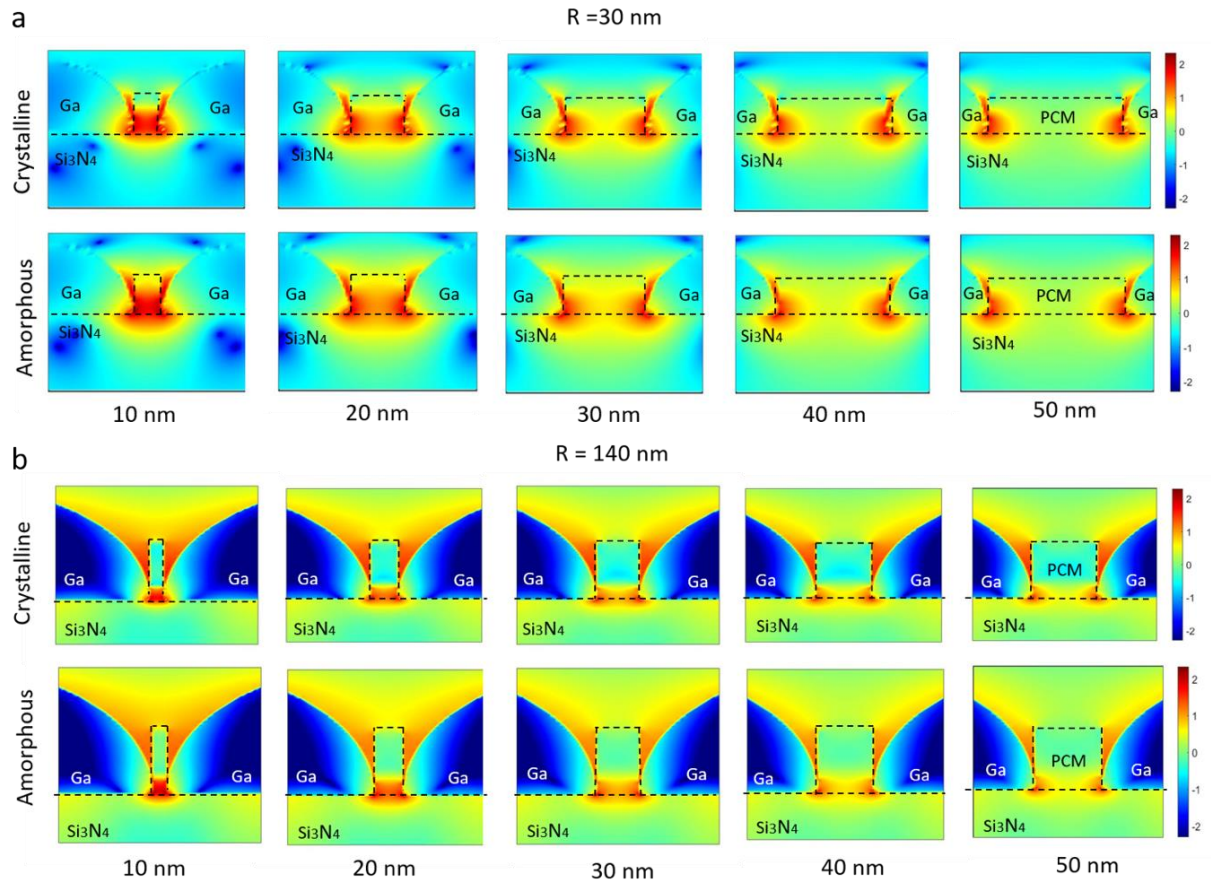 a
R =30 nm
Crystalline
Ga Ga Ga Ga Ga Ga Ga Ga Ga PCM Ga
Si₃N₄ Si₃N₄ Si₃N₄ Si₃N₄ Si₃N₄
2
1
0
-1
-2
Amorphous
Ga Ga Ga Ga Ga Ga Ga Ga Ga PCM Ga
Si₃N₄ Si₃N₄ Si₃N₄ Si₃N₄ Si₃N₄
2
1
0
-1
-2
10 nm 20 nm 30 nm 40 nm 50 nm
b
R = 140 nm
Crystalline
Ga Ga Ga Ga Ga Ga Ga Ga Ga PCM Ga
Si₃N₄ Si₃N₄ Si₃N₄ Si₃N₄ Si₃N₄
2
1
0
-1
-2
Amorphous
Ga Ga Ga Ga Ga Ga Ga Ga Ga PCM Ga
Si₃N₄ Si₃N₄ Si₃N₄ Si₃N₄ Si₃N₄
2
1
0
-1
-2
10 nm 20 nm 30 nm 40 nm 50 nm